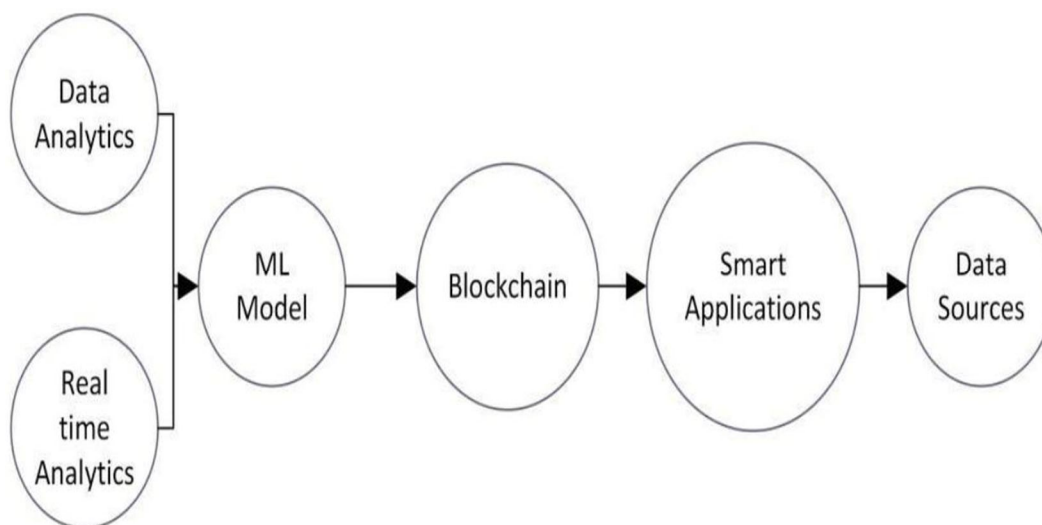 Data
Analytics
Real
time
Analytics
ML
Model
Blockchain
Smart
Applications
Data
Sources